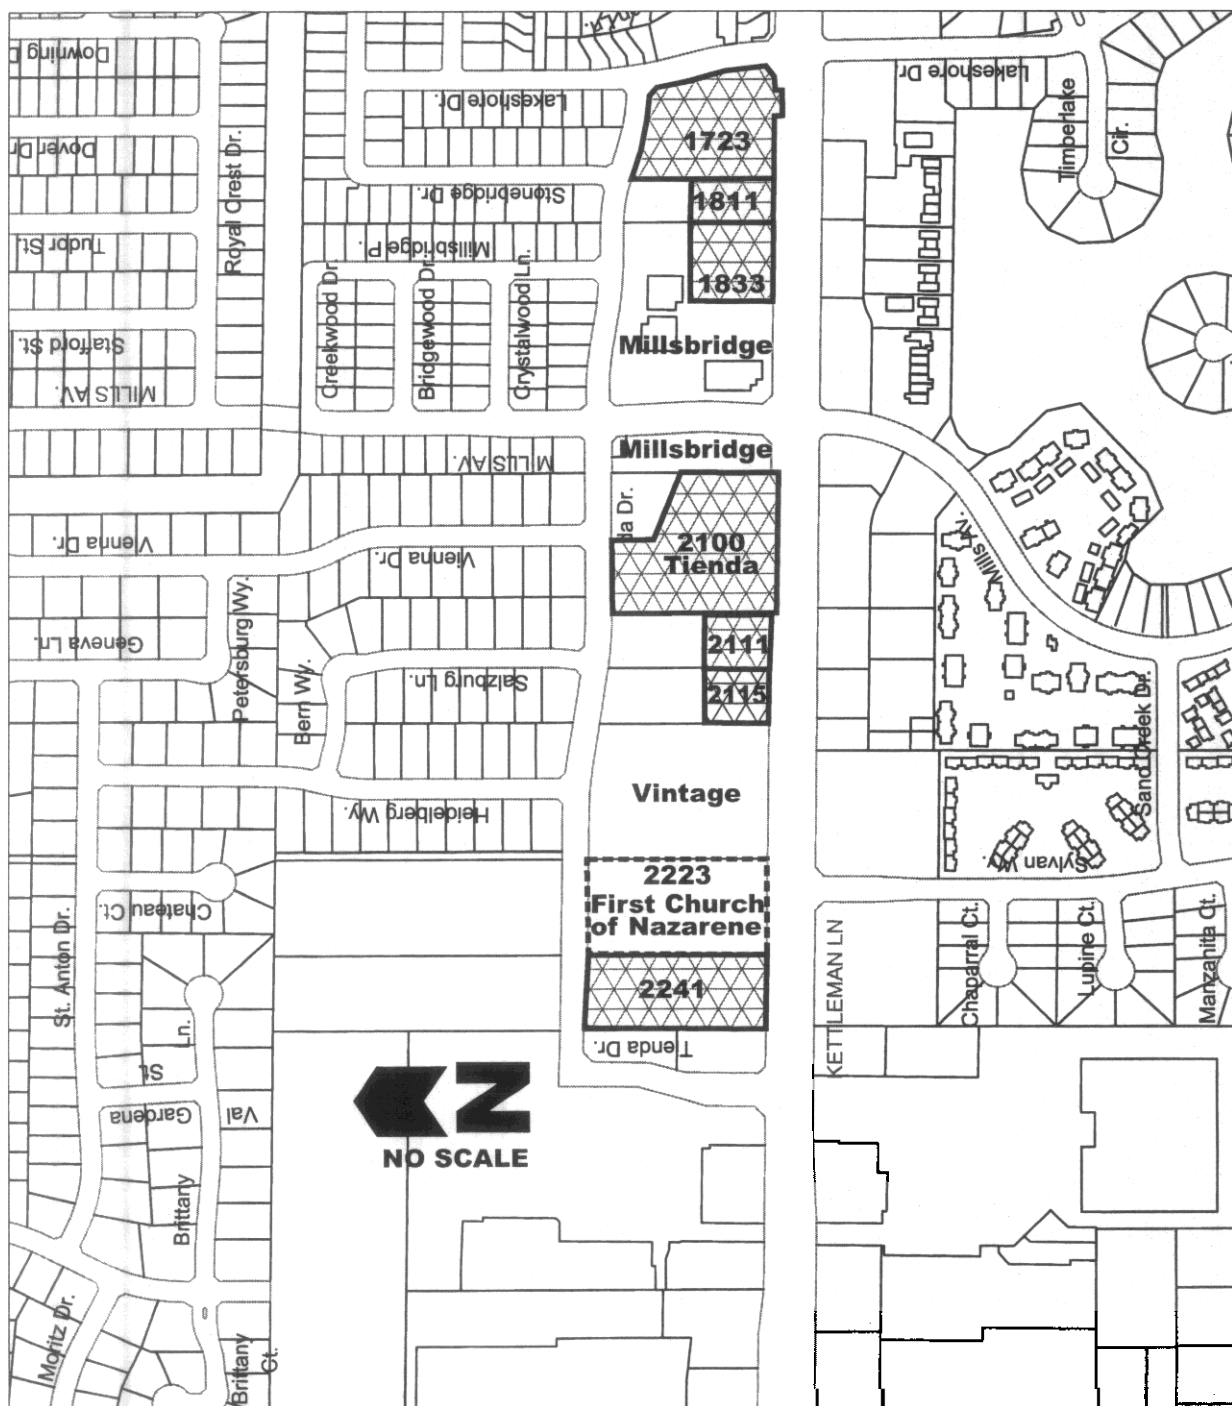 Downing D
Lakeshore Dr.
Lakeshore Dr.
Timberlake
Cir.
Dover Dr
Royal Crest Dr.
Stonebridge Dr.
1723
1811
Tudor St.
Millsbridge P
1833
Creekwood Dr.
Bridgewood Dr.
Crystalwood Ln.
Stafford St.
Millsbridge
MILLS AV.
MILLS AV.
Millsbridge
Vienna Dr.
Vienna Dr.
da Dr.
2100
Tienda
Mills Av.
Geneva Ln.
Petersburg Wy.
Bern Wy.
Salzburg Ln.
2111
2115
Sand Creek Dr.
Heidelberg Wy.
Vintage
Sylvan Wy.
2223
First Church
of Nazarene
Chateau Ct.
St. Anton Dr.
KETTLEMAN LN
Chaparral Ct.
Lupine Ct.
Manzanita Ct.
2241
Tienda Dr.
Ln.
St
Gardena
Val
Z
NO SCALE
Brittany
Moritz Dr.
Brittany
Ct.